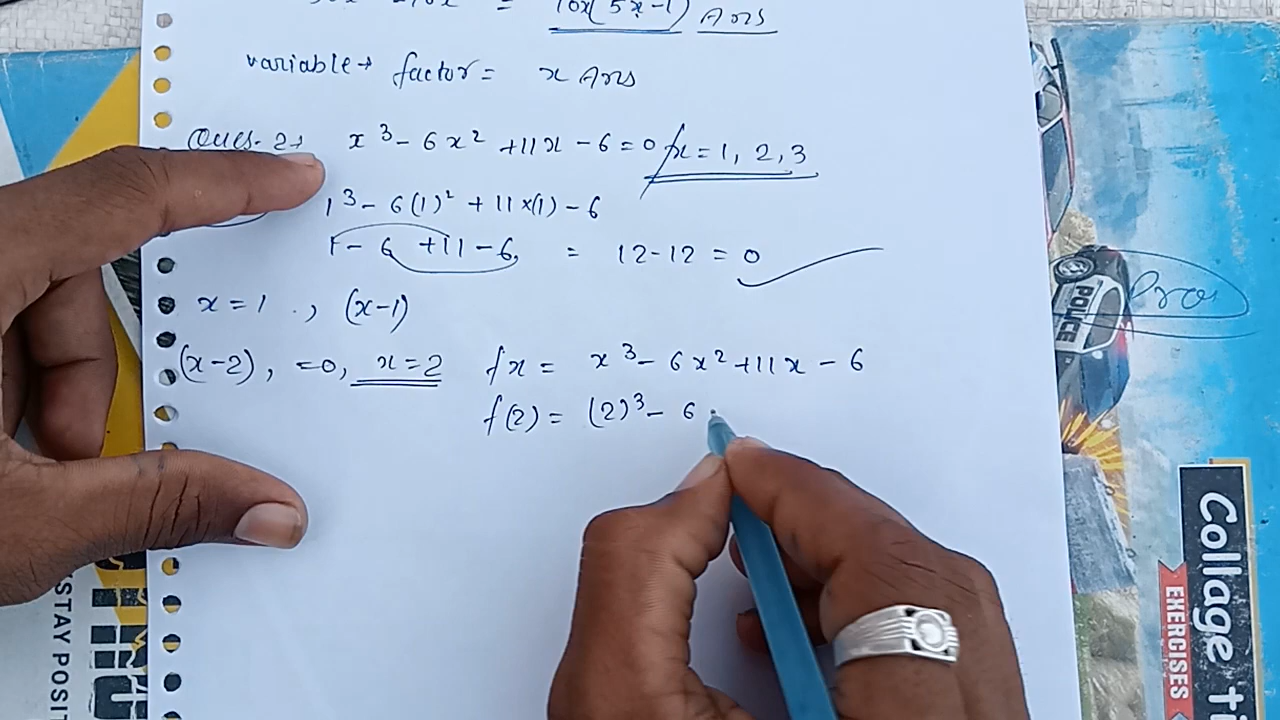 = 10x(5x-1) Ans
variable→ factor = x Ans
Ques-2→ x³- 6x² +11x - 6 = 0 x = 1, 2, 3
1³- 6(1)² + 11×(1) - 6
1 - 6 +11 - 6, = 12-12 = 0
x = 1 , (x-1)
(x-2), =0, x=2 fx = x³- 6x²+11x - 6
f(2) = (2)³- 6
POLICE
Collage
EXERCISES
STAY POSIT